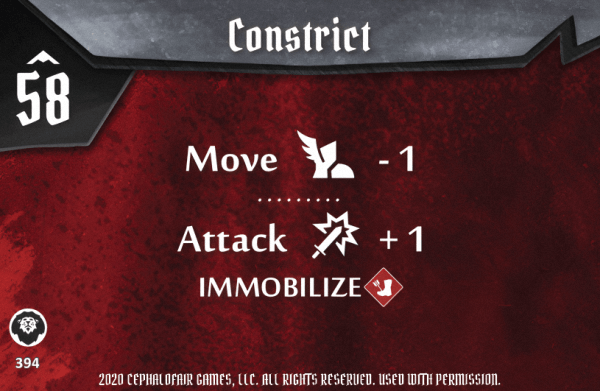 Constrict
58
Move - 1
Attack + 1
IMMOBILIZE
394
2020 CEPHALOFAIR GAMES, LLC. ALL RIGHTS RESERVED. USED WITH PERMISSION.